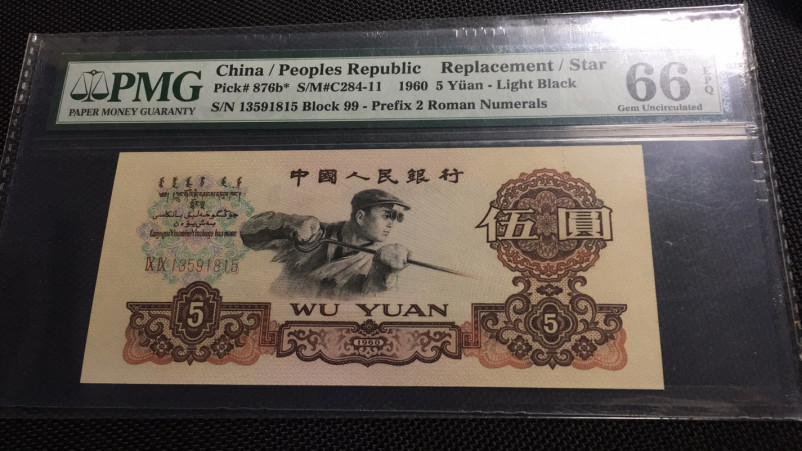 PMG
PAPER MONEY GUARANTY
China / Peoples Republic Replacement / Star
Pick# 876b* S/M#C284-11 1960 5 Yüan - Light Black
S/N 13591815 Block 99 - Prefix 2 Roman Numerals
66 EPQ
Gem Uncirculated
中國人民銀行
伍圓
IX IX 13591815
WU YUAN
5
5
1960